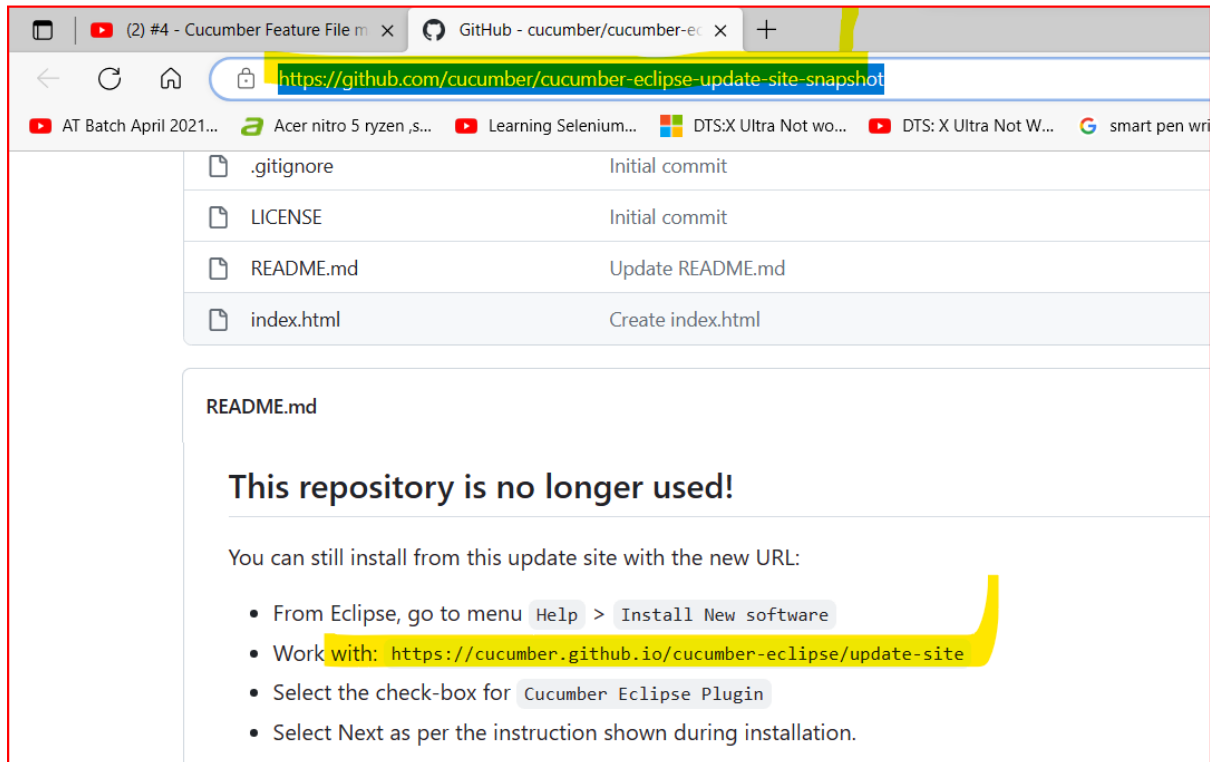 (2) #4 - Cucumber Feature File m
GitHub - cucumber/cucumber-ec
https://github.com/cucumber/cucumber-eclipse-update-site-snapshot
AT Batch April 2021... Acer nitro 5 ryzen ,s... Learning Selenium... DTS:X Ultra Not wo... DTS: X Ultra Not W... smart pen wri
.gitignore Initial commit
LICENSE Initial commit
README.md Update README.md
index.html Create index.html
README.md
This repository is no longer used!
You can still install from this update site with the new URL:
• From Eclipse, go to menu Help > Install New software
• Work with: https://cucumber.github.io/cucumber-eclipse/update-site
• Select the check-box for Cucumber Eclipse Plugin
• Select Next as per the instruction shown during installation.